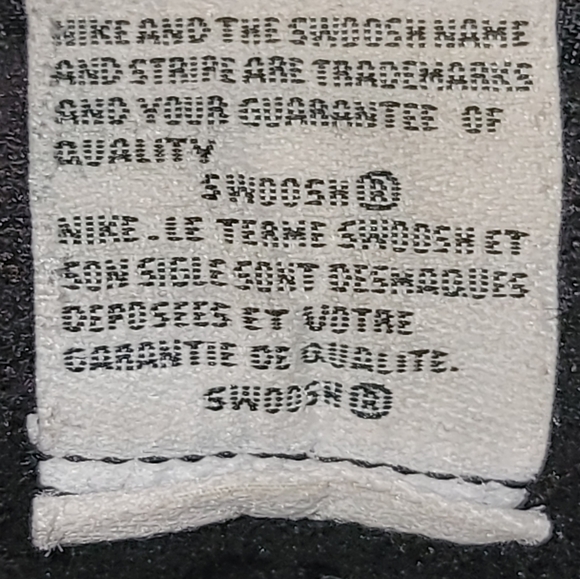 NIKE AND THE SWOOSH NAME
AND STRIPE ARE TRADEMARKS
AND YOUR GUARANTEE OF
QUALITY
SWOOSH®
NIKE.LE TERME SWOOSH ET
SON SIGLE SONT DESMAQUES
DEPOSEES ET VOTRE
GARANTIE DE QUALITE.
SWOOSH®